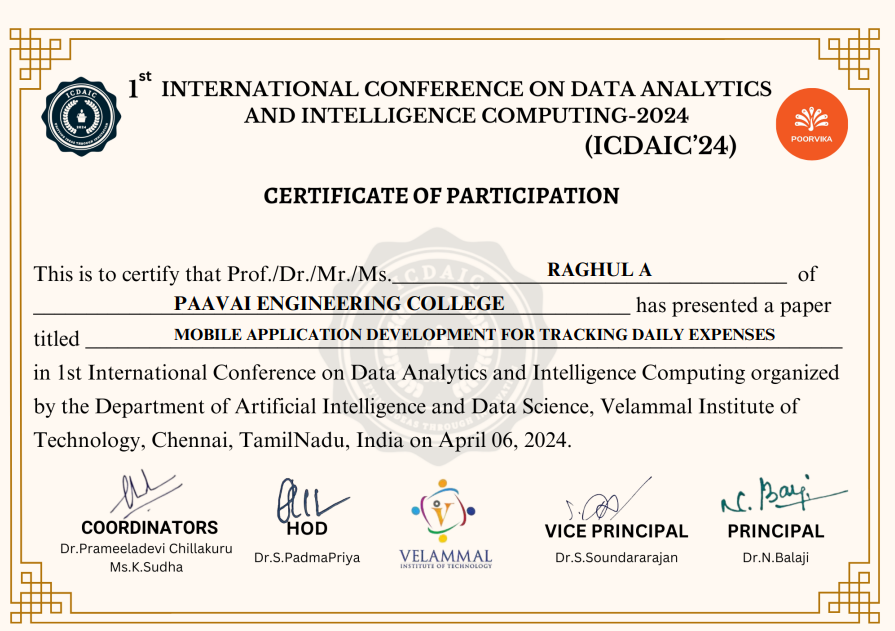 1st INTERNATIONAL CONFERENCE ON DATA ANALYTICS
AND INTELLIGENCE COMPUTING-2024
(ICDAIC'24)
ICDAIC
2024
POORVIKA
CERTIFICATE OF PARTICIPATION
This is to certify that Prof./Dr./Mr./Ms. RAGHUL A of
PAAVAI ENGINEERING COLLEGE has presented a paper
titled MOBILE APPLICATION DEVELOPMENT FOR TRACKING DAILY EXPENSES
in 1st International Conference on Data Analytics and Intelligence Computing organized
by the Department of Artificial Intelligence and Data Science, Velammal Institute of
Technology, Chennai, TamilNadu, India on April 06, 2024.
ICDAIC
COORDINATORS
Dr.Prameeladevi Chillakuru
Ms.K.Sudha
HOD
Dr.S.PadmaPriya
V
VELAMMAL
INSTITUTE OF TECHNOLOGY
VICE PRINCIPAL
Dr.S.Soundararajan
N. Balaji
PRINCIPAL
Dr.N.Balaji